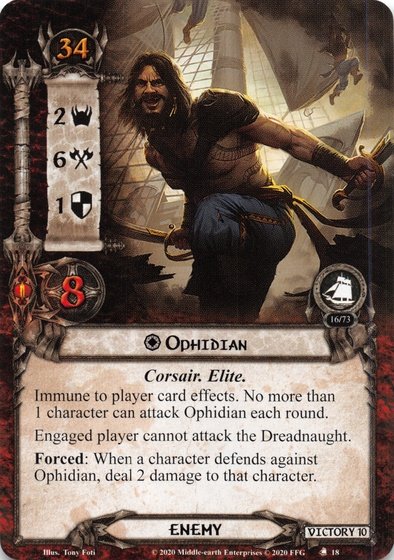 34
2
6
1
8
16/73
Ophidian
Corsair. Elite.
Immune to player card effects. No more than
1 character can attack Ophidian each round.
Engaged player cannot attack the Dreadnaught.
Forced: When a character defends against
Ophidian, deal 2 damage to that character.
ENEMY
VICTORY 10
Illus. Tony Foti
© 2020 Middle-earth Enterprises © 2020 FFG
18